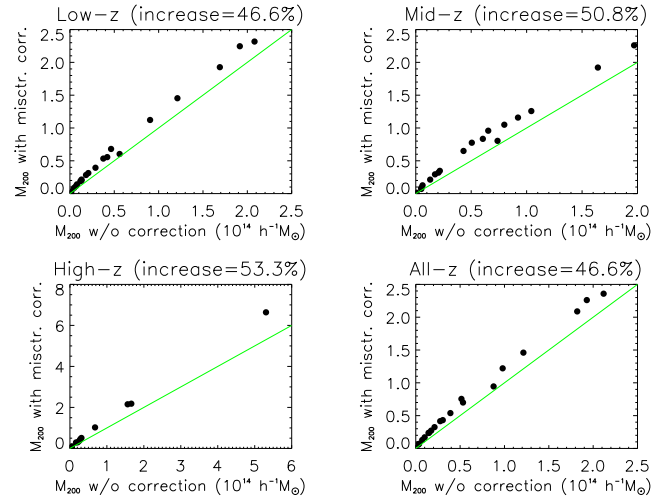 Low-z (increase=46.6%)
M200 with misctr. corr.
2.5
2.0
1.5
1.0
0.5
0.0
0.0 0.5 1.0 1.5 2.0 2.5
M200 w/o correction (10^14 h^-1M⊙)
Mid-z (increase=50.8%)
M200 with misctr. corr.
2.5
2.0
1.5
1.0
0.5
0.0
0.0 0.5 1.0 1.5 2.0
M200 w/o correction (10^14 h^-1M⊙)
High-z (increase=53.3%)
M200 with misctr. corr.
8
6
4
2
0
0 1 2 3 4 5 6
M200 w/o correction (10^14 h^-1M⊙)
All-z (increase=46.6%)
M200 with misctr. corr.
2.5
2.0
1.5
1.0
0.5
0.0
0.0 0.5 1.0 1.5 2.0 2.5
M200 w/o correction (10^14 h^-1M⊙)